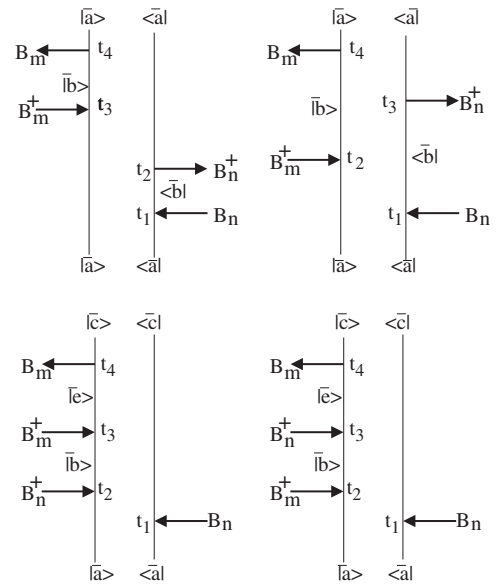 |a̅> <a̅| |a̅> <a̅|
B_m t_4 B_m t_4
|b̅>
B_m^+ t_3 |b̅> t_3 B_n^+
t_2 B_n^+ B_m^+ t_2 <b̅|
<b̅|
t_1 B_n t_1 B_n
|a̅> <a̅| |a̅> <a̅|
|c̅> <c̅| |c̅> <c̅|
B_m t_4 B_m t_4
|e̅> |e̅>
B_m^+ t_3 B_n^+ t_3
|b̅> |b̅>
B_n^+ t_2 B_m^+ t_2
t_1 B_n t_1 B_n
|a̅> <a̅| |a̅> <a̅|